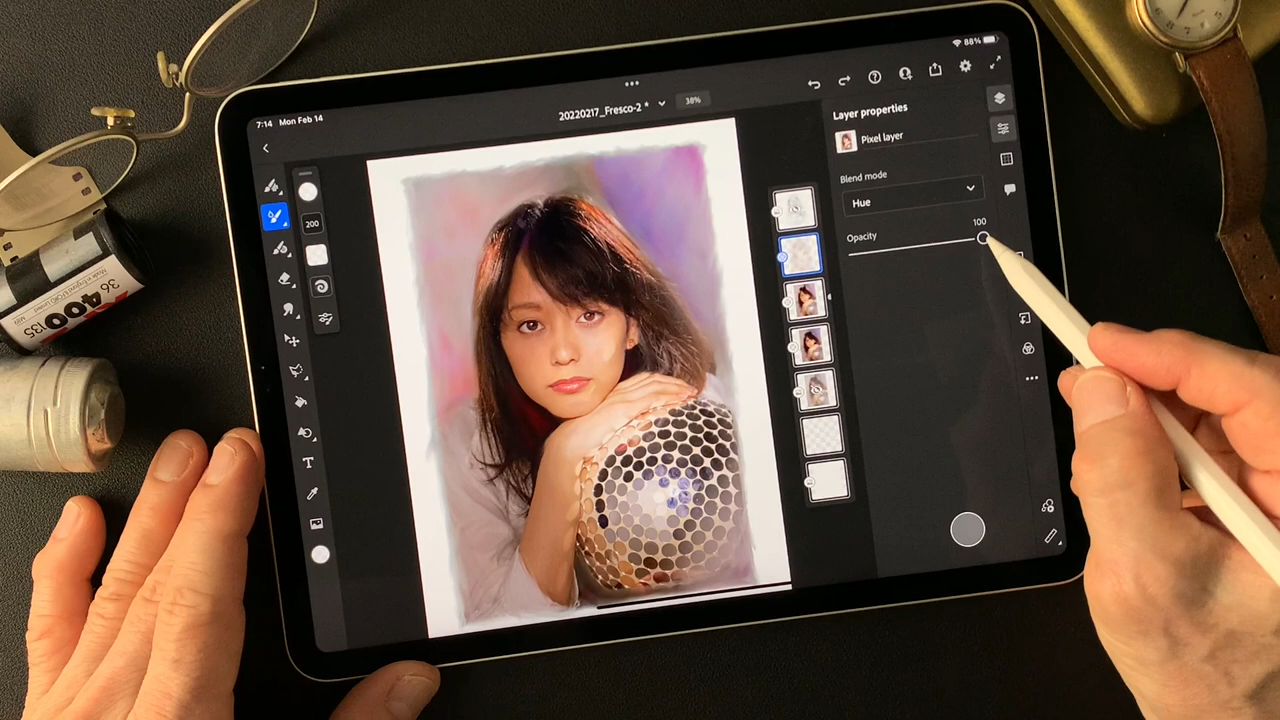 7:14 Mon Feb 14
88%
20220217_Fresco-2 *
38%
Layer properties
Pixel layer
Blend mode
Hue
Opacity
100
200
T
36
400
135